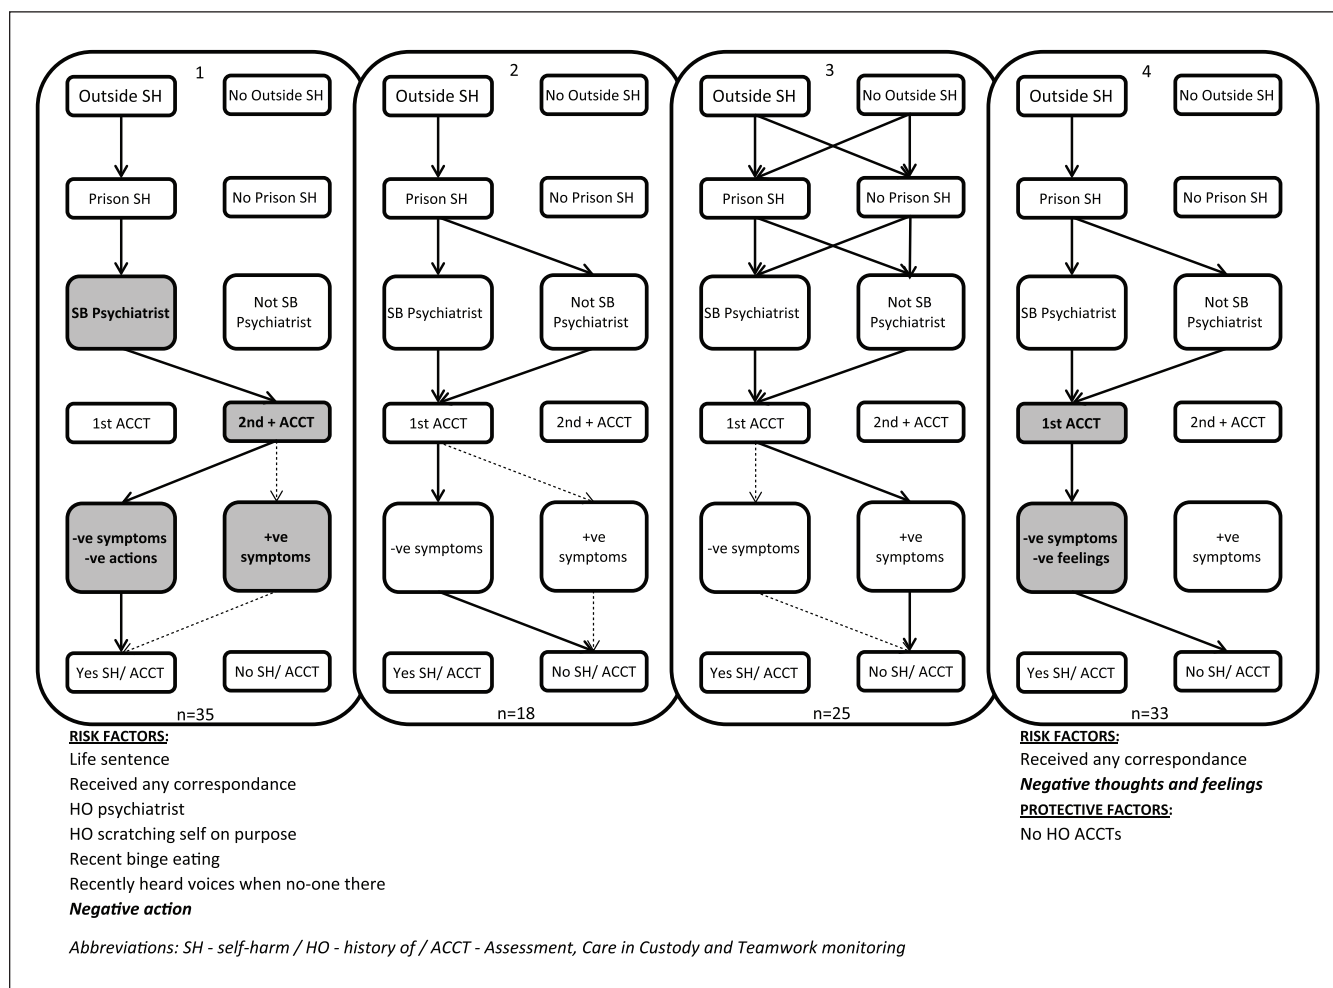 1
Outside SH
No Outside SH
Prison SH
No Prison SH
SB Psychiatrist
Not SB
Psychiatrist
1st ACCT
2nd + ACCT
-ve symptoms
-ve actions
+ve
symptoms
Yes SH/ ACCT
No SH/ ACCT
n=35
2
Outside SH
No Outside SH
Prison SH
No Prison SH
SB Psychiatrist
Not SB
Psychiatrist
1st ACCT
2nd + ACCT
-ve symptoms
+ve
symptoms
Yes SH/ ACCT
No SH/ ACCT
n=18
3
Outside SH
No Outside SH
Prison SH
No Prison SH
SB Psychiatrist
Not SB
Psychiatrist
1st ACCT
2nd + ACCT
-ve symptoms
+ve
symptoms
Yes SH/ ACCT
No SH/ ACCT
n=25
4
Outside SH
No Outside SH
Prison SH
No Prison SH
SB Psychiatrist
Not SB
Psychiatrist
1st ACCT
2nd + ACCT
-ve symptoms
-ve feelings
+ve
symptoms
Yes SH/ ACCT
No SH/ ACCT
n=33
RISK FACTORS:
Life sentence
Received any correspondance
HO psychiatrist
HO scratching self on purpose
Recent binge eating
Recently heard voices when no-one there
Negative action
RISK FACTORS:
Received any correspondance
Negative thoughts and feelings
PROTECTIVE FACTORS:
No HO ACCTs
Abbreviations: SH - self-harm / HO - history of / ACCT - Assessment, Care in Custody and Teamwork monitoring